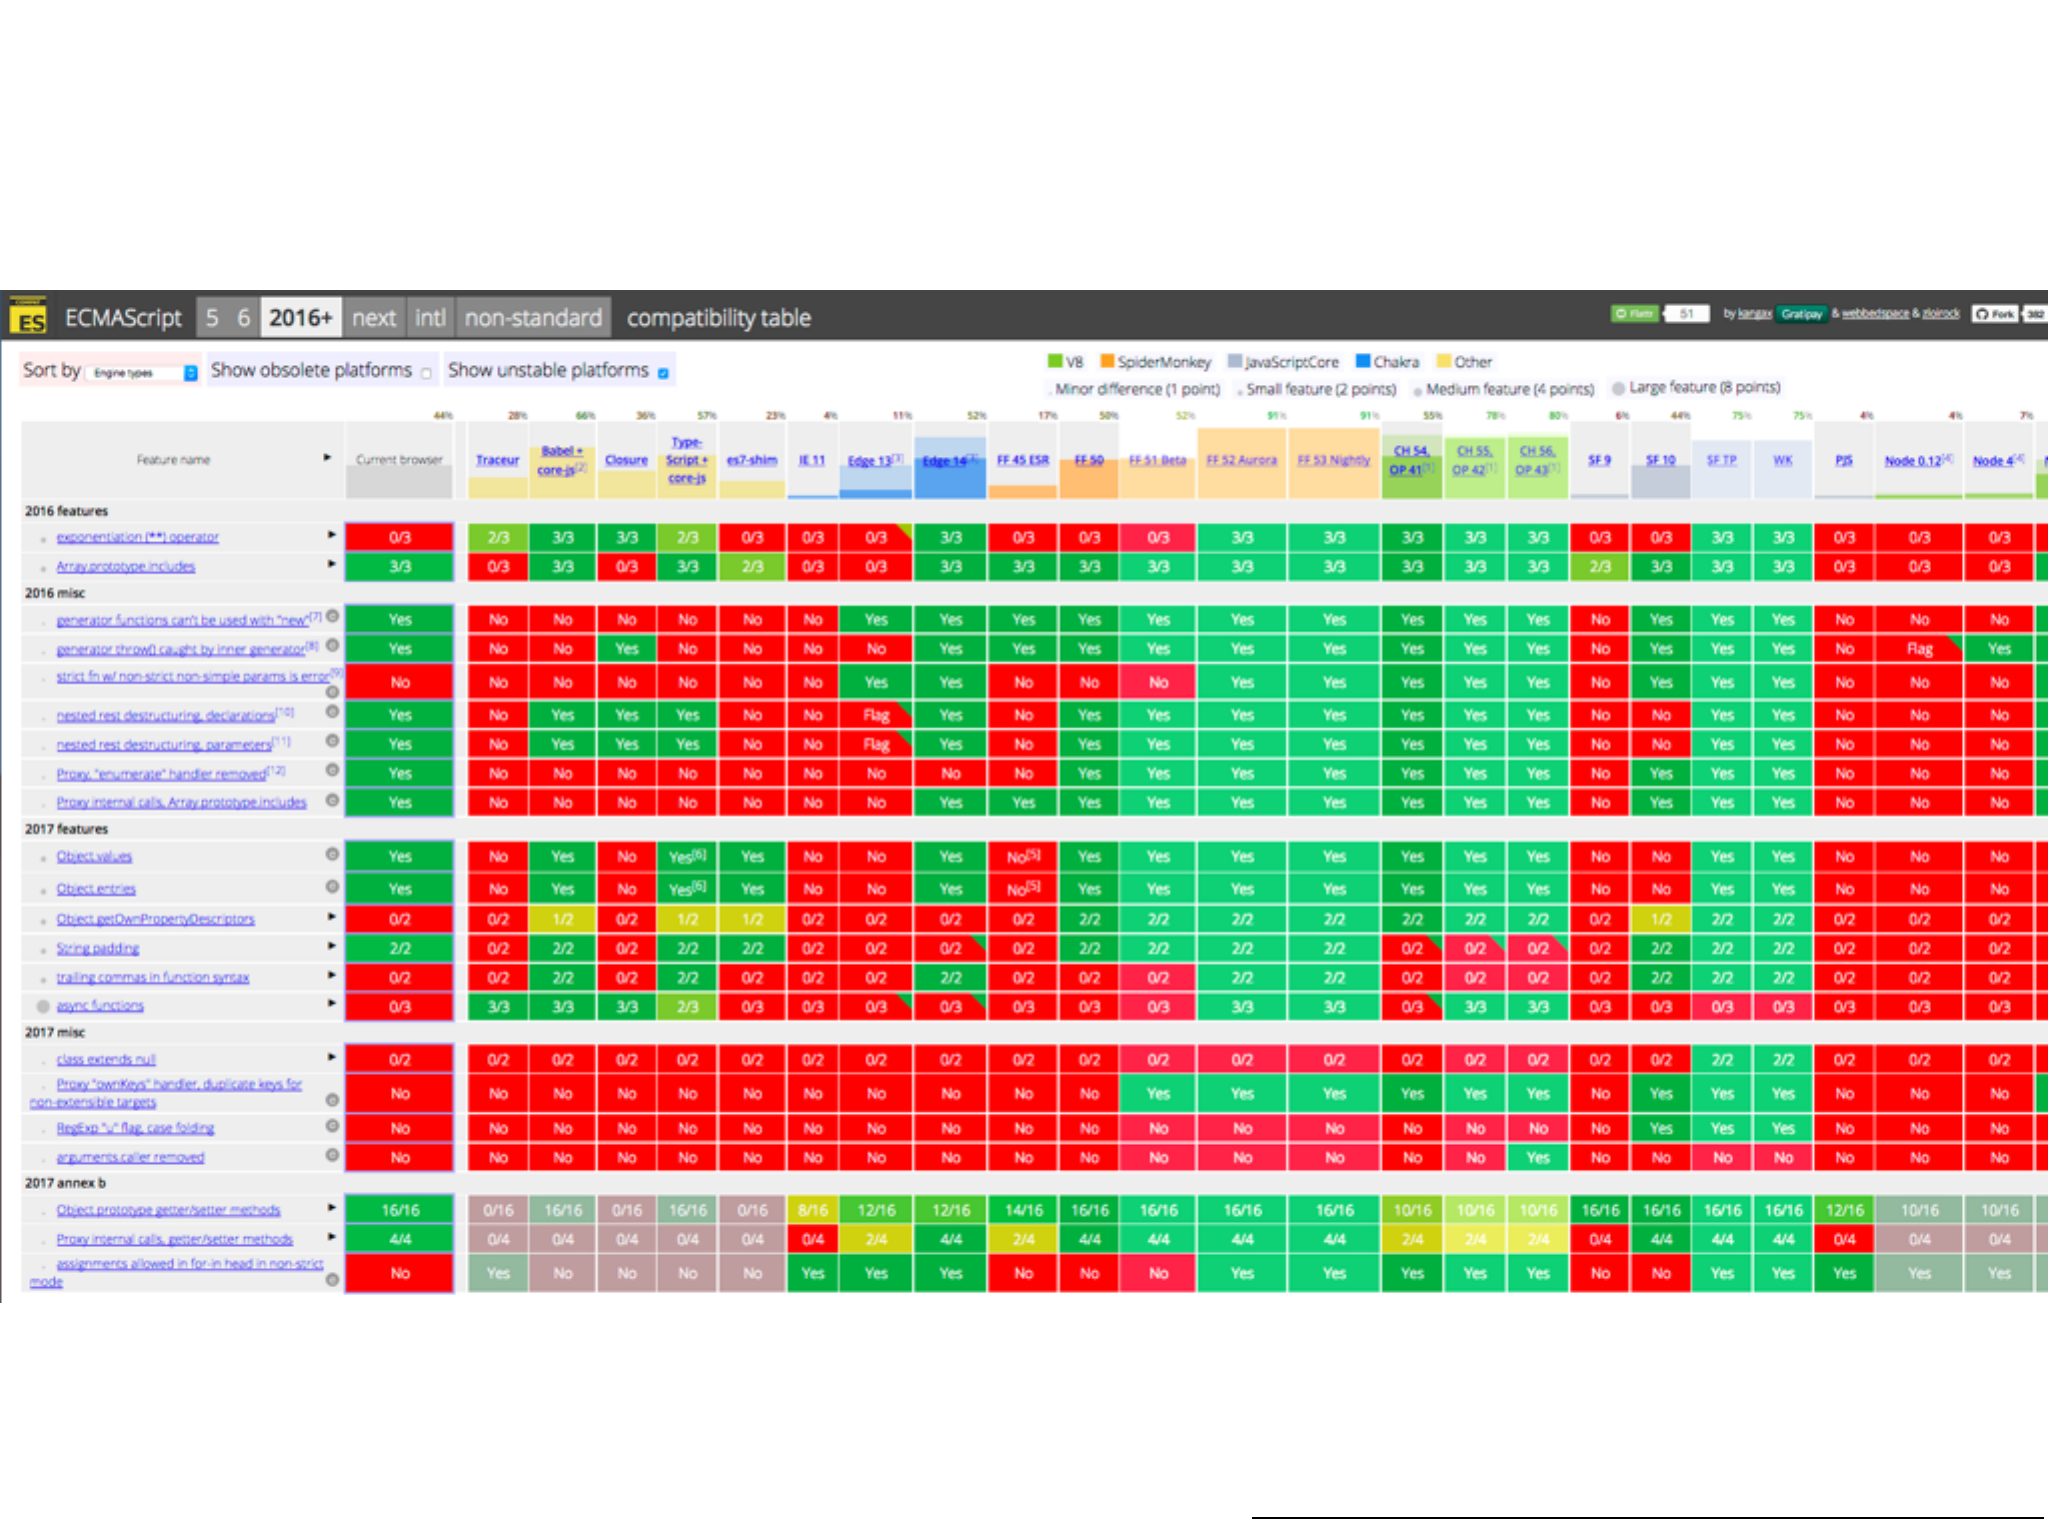 COMPAT ES ECMAScript 5 6 2016+ next intl non-standard compatibility table Flattr 51 by kangax Gratipay & webbedspace & zloirock Fork 382
Sort by Engine types Show obsolete platforms Show unstable platforms
V8 SpiderMonkey JavaScriptCore Chakra Other
Minor difference (1 point) Small feature (2 points) Medium feature (4 points) Large feature (8 points)
44% 28% 66% 36% 57% 23% 4% 11% 52% 17% 50% 52% 91% 91% 55% 78% 80% 6% 44% 75% 75% 4% 4% 7%
Feature name Current browser Traceur Babel + core-js[2] Closure Type-Script + core-js es7-shim IE 11 Edge 13[3] Edge 14[3] FF 45 ESR FF 50 FF 51 Beta FF 52 Aurora FF 53 Nightly CH 54, OP 41[1] CH 55, OP 42[1] CH 56, OP 43[1] SF 9 SF 10 SF TP WK PJS Node 0.12[4] Node 4[4]
2016 features
exponentiation (**) operator 0/3 2/3 3/3 3/3 2/3 0/3 0/3 0/3 3/3 0/3 0/3 0/3 3/3 3/3 3/3 3/3 3/3 0/3 0/3 3/3 3/3 0/3 0/3 0/3
Array.prototype.includes 3/3 0/3 3/3 0/3 3/3 2/3 0/3 0/3 3/3 3/3 3/3 3/3 3/3 3/3 3/3 3/3 3/3 2/3 3/3 3/3 3/3 0/3 0/3 0/3
2016 misc
generator functions can't be used with "new"[7] Yes No No No No No No Yes Yes Yes Yes Yes Yes Yes Yes Yes Yes No Yes Yes Yes No No No
generator throw() caught by inner generator[8] Yes No No Yes No No No No Yes Yes Yes Yes Yes Yes Yes Yes Yes No Yes Yes Yes No Flag Yes
strict fn w/ non-strict non-simple params is error[9] No No No No No No No Yes Yes No No No Yes Yes Yes Yes Yes No Yes Yes Yes No No No
nested rest destructuring, declarations[10] Yes No Yes Yes Yes No No Flag Yes No Yes Yes Yes Yes Yes Yes Yes No No Yes Yes No No No
nested rest destructuring, parameters[11] Yes No Yes Yes Yes No No Flag Yes No Yes Yes Yes Yes Yes Yes Yes No No Yes Yes No No No
Proxy, "enumerate" handler removed[12] Yes No No No No No No No No No Yes Yes Yes Yes Yes Yes Yes No Yes Yes Yes No No No
Proxy internal calls, Array.prototype.includes Yes No No No No No No No Yes Yes Yes Yes Yes Yes Yes Yes Yes No Yes Yes Yes No No No
2017 features
Object.values Yes No Yes No Yes[6] Yes No No Yes No[5] Yes Yes Yes Yes Yes Yes Yes No No Yes Yes No No No
Object.entries Yes No Yes No Yes[6] Yes No No Yes No[5] Yes Yes Yes Yes Yes Yes Yes No No Yes Yes No No No
Object.getOwnPropertyDescriptors 0/2 0/2 1/2 0/2 1/2 1/2 0/2 0/2 0/2 0/2 2/2 2/2 2/2 2/2 2/2 2/2 2/2 0/2 1/2 2/2 2/2 0/2 0/2 0/2
String padding 2/2 0/2 2/2 0/2 2/2 2/2 0/2 0/2 0/2 0/2 2/2 2/2 2/2 2/2 0/2 0/2 0/2 0/2 2/2 2/2 2/2 0/2 0/2 0/2
trailing commas in function syntax 0/2 0/2 2/2 0/2 2/2 0/2 0/2 0/2 2/2 0/2 0/2 0/2 2/2 2/2 0/2 0/2 0/2 0/2 2/2 2/2 2/2 0/2 0/2 0/2
async functions 0/3 3/3 3/3 3/3 2/3 0/3 0/3 0/3 0/3 0/3 0/3 0/3 3/3 3/3 0/3 3/3 3/3 0/3 0/3 0/3 0/3 0/3 0/3 0/3
2017 misc
class extends null 0/2 0/2 0/2 0/2 0/2 0/2 0/2 0/2 0/2 0/2 0/2 0/2 0/2 0/2 0/2 0/2 0/2 0/2 0/2 2/2 2/2 0/2 0/2 0/2
Proxy "ownKeys" handler, duplicate keys for
non-extensible targets No No No No No No No No No No No Yes Yes Yes Yes Yes Yes No Yes Yes Yes No No No
RegExp "u" flag, case folding No No No No No No No No No No No No No No No No No No Yes Yes Yes No No No
arguments.caller removed No No No No No No No No No No No No No No No No Yes No No No No No No No
2017 annex b
Object.prototype getter/setter methods 16/16 0/16 16/16 0/16 16/16 0/16 8/16 12/16 12/16 14/16 16/16 16/16 16/16 16/16 10/16 10/16 10/16 16/16 16/16 16/16 16/16 12/16 10/16 10/16
Proxy internal calls, getter/setter methods 4/4 0/4 0/4 0/4 0/4 0/4 0/4 2/4 4/4 2/4 4/4 4/4 4/4 4/4 2/4 2/4 2/4 0/4 4/4 4/4 4/4 0/4 0/4 0/4
assignments allowed in for-in head in non-strict
mode No Yes No No No No Yes Yes Yes No No No Yes Yes Yes Yes Yes No No Yes Yes Yes Yes Yes